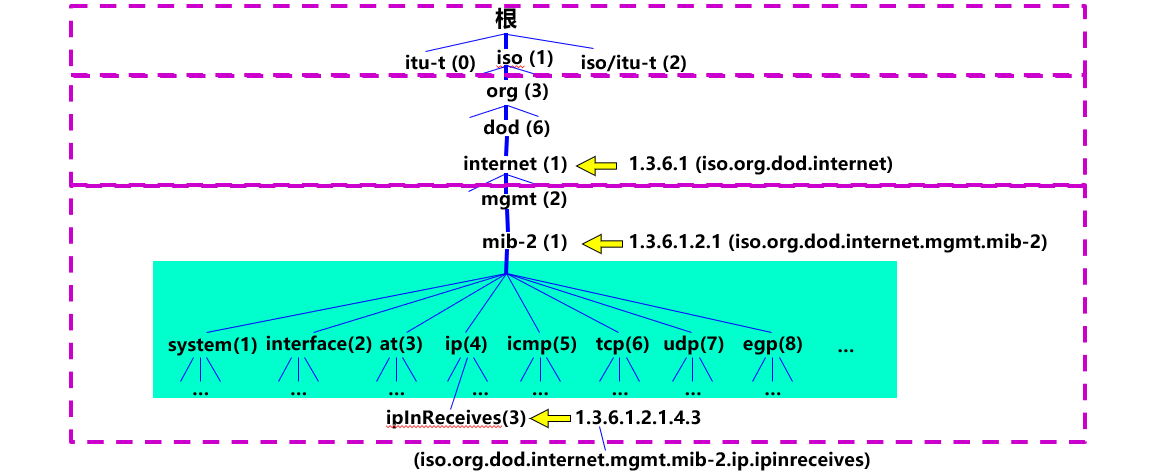 根
itu-t (0) iso (1) iso/itu-t (2)
org (3)
dod (6)
internet (1) 1.3.6.1 (iso.org.dod.internet)
mgmt (2)
mib-2 (1) 1.3.6.1.2.1 (iso.org.dod.internet.mgmt.mib-2)
system(1) interface(2) at(3) ip(4) icmp(5) tcp(6) udp(7) egp(8) ...
... ... ... ... ... ... ... ...
ipInReceives(3) 1.3.6.1.2.1.4.3
(iso.org.dod.internet.mgmt.mib-2.ip.ipinreceives)